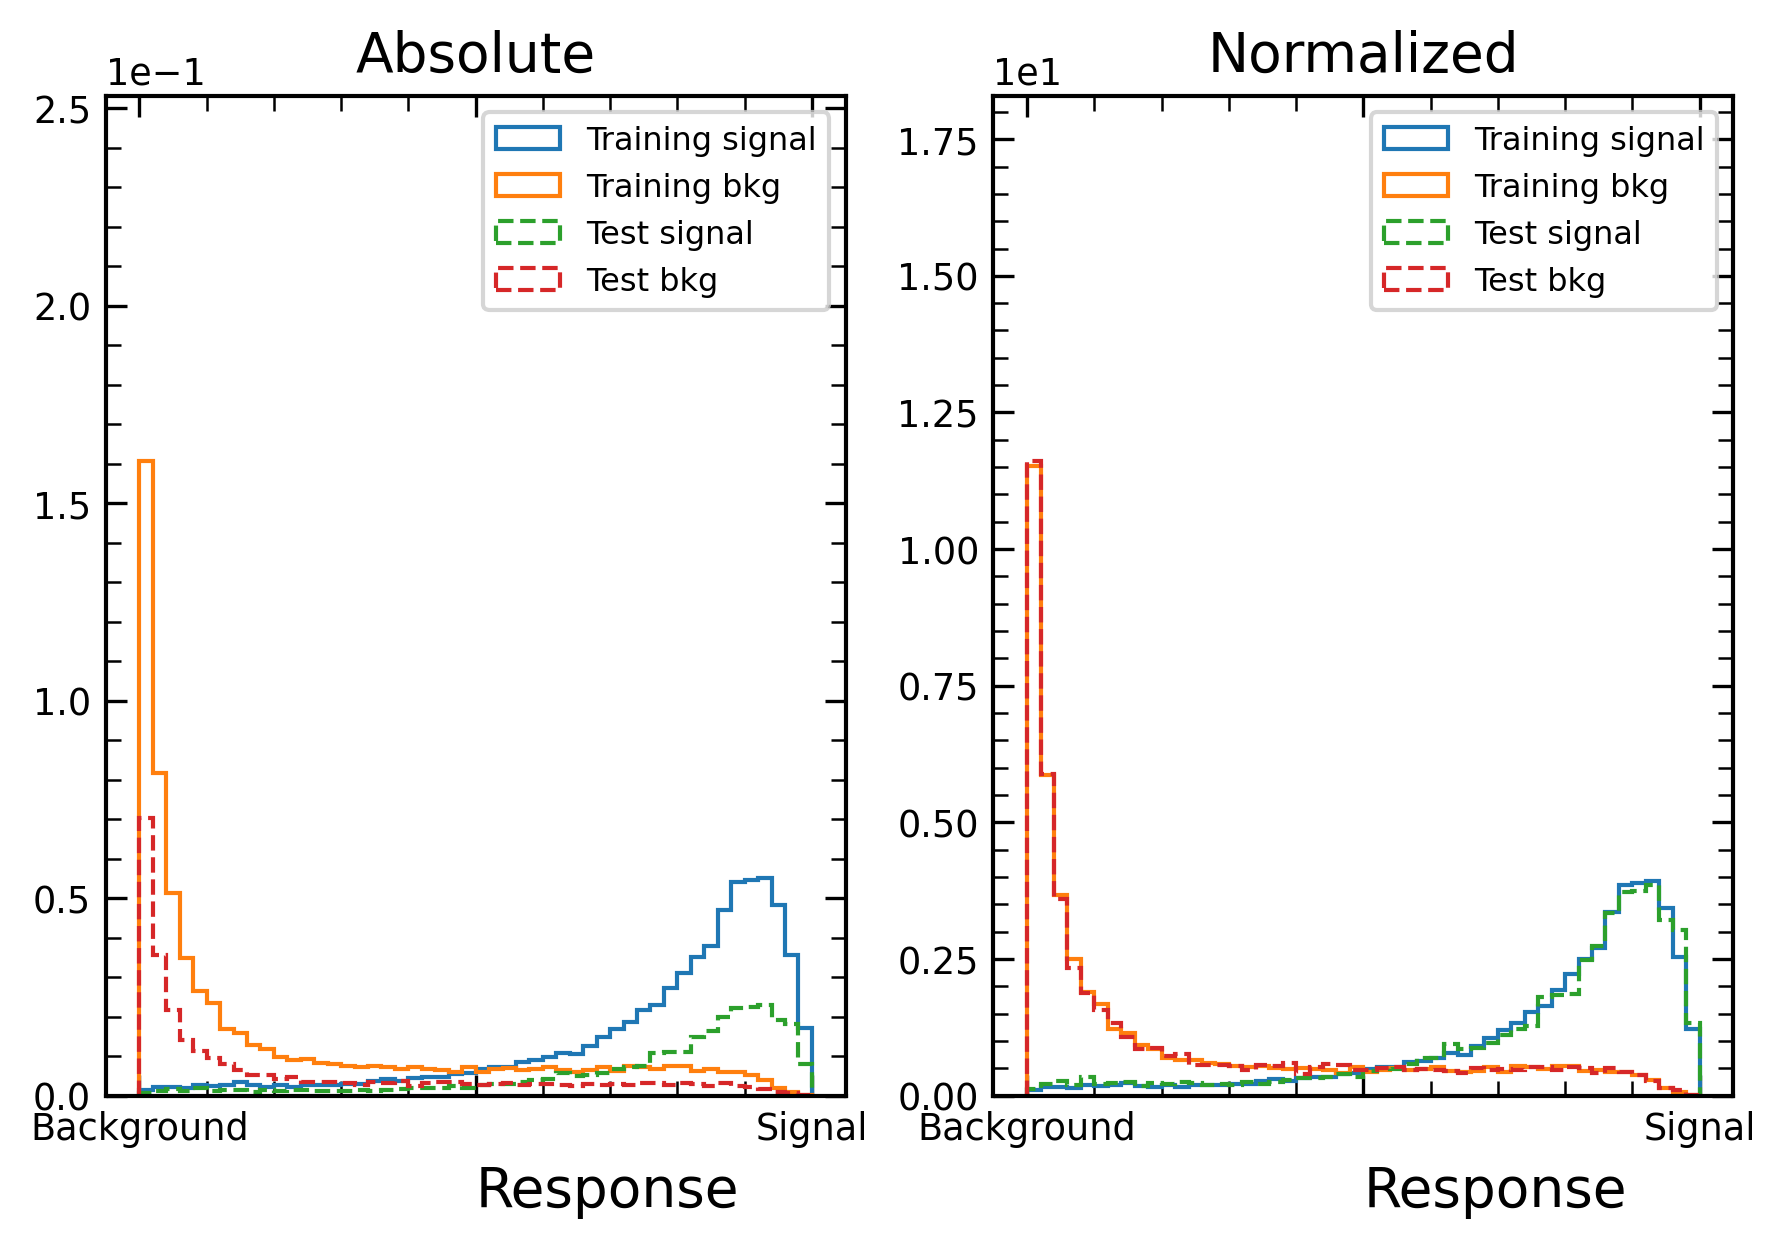 Absolute
1e−1
2.5
2.0
1.5
1.0
0.5
0.0
Training signal
Training bkg
Test signal
Test bkg
Background
Signal
Response
Normalized
1e1
1.75
1.50
1.25
1.00
0.75
0.50
0.25
0.00
Training signal
Training bkg
Test signal
Test bkg
Background
Signal
Response